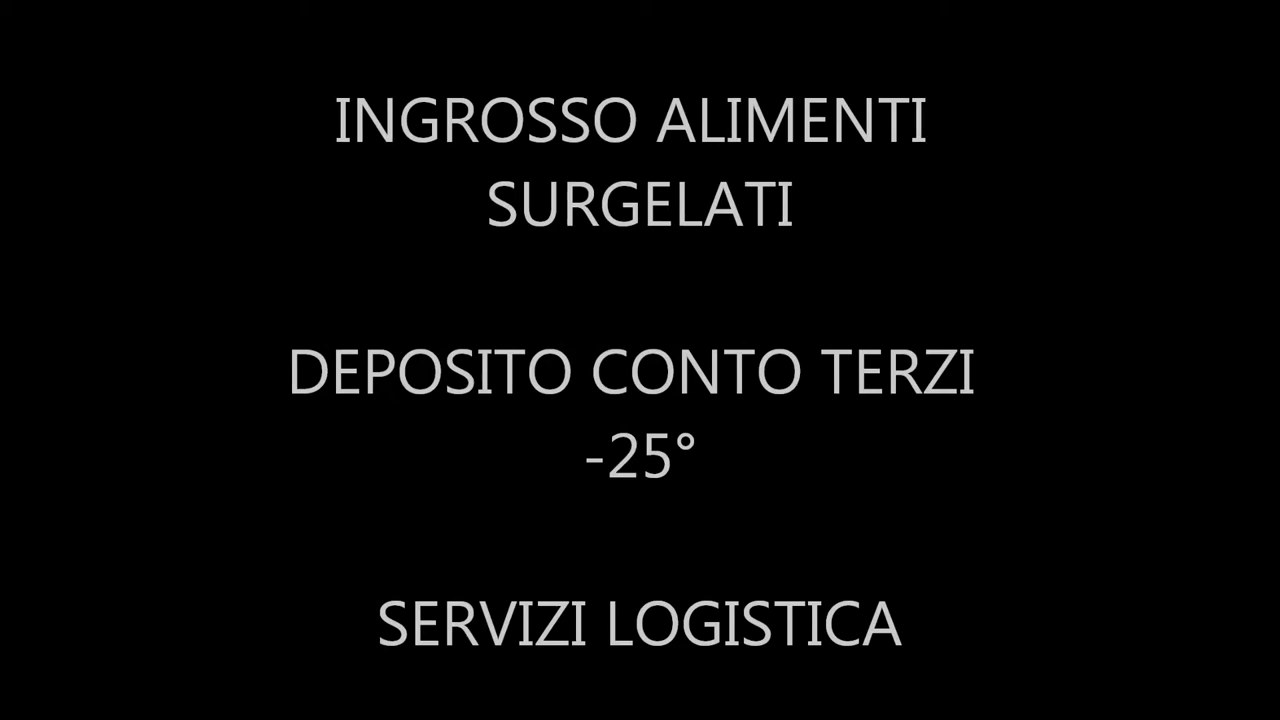 INGROSSO ALIMENTI
SURGELATI
DEPOSITO CONTO TERZI
-25°
SERVIZI LOGISTICA